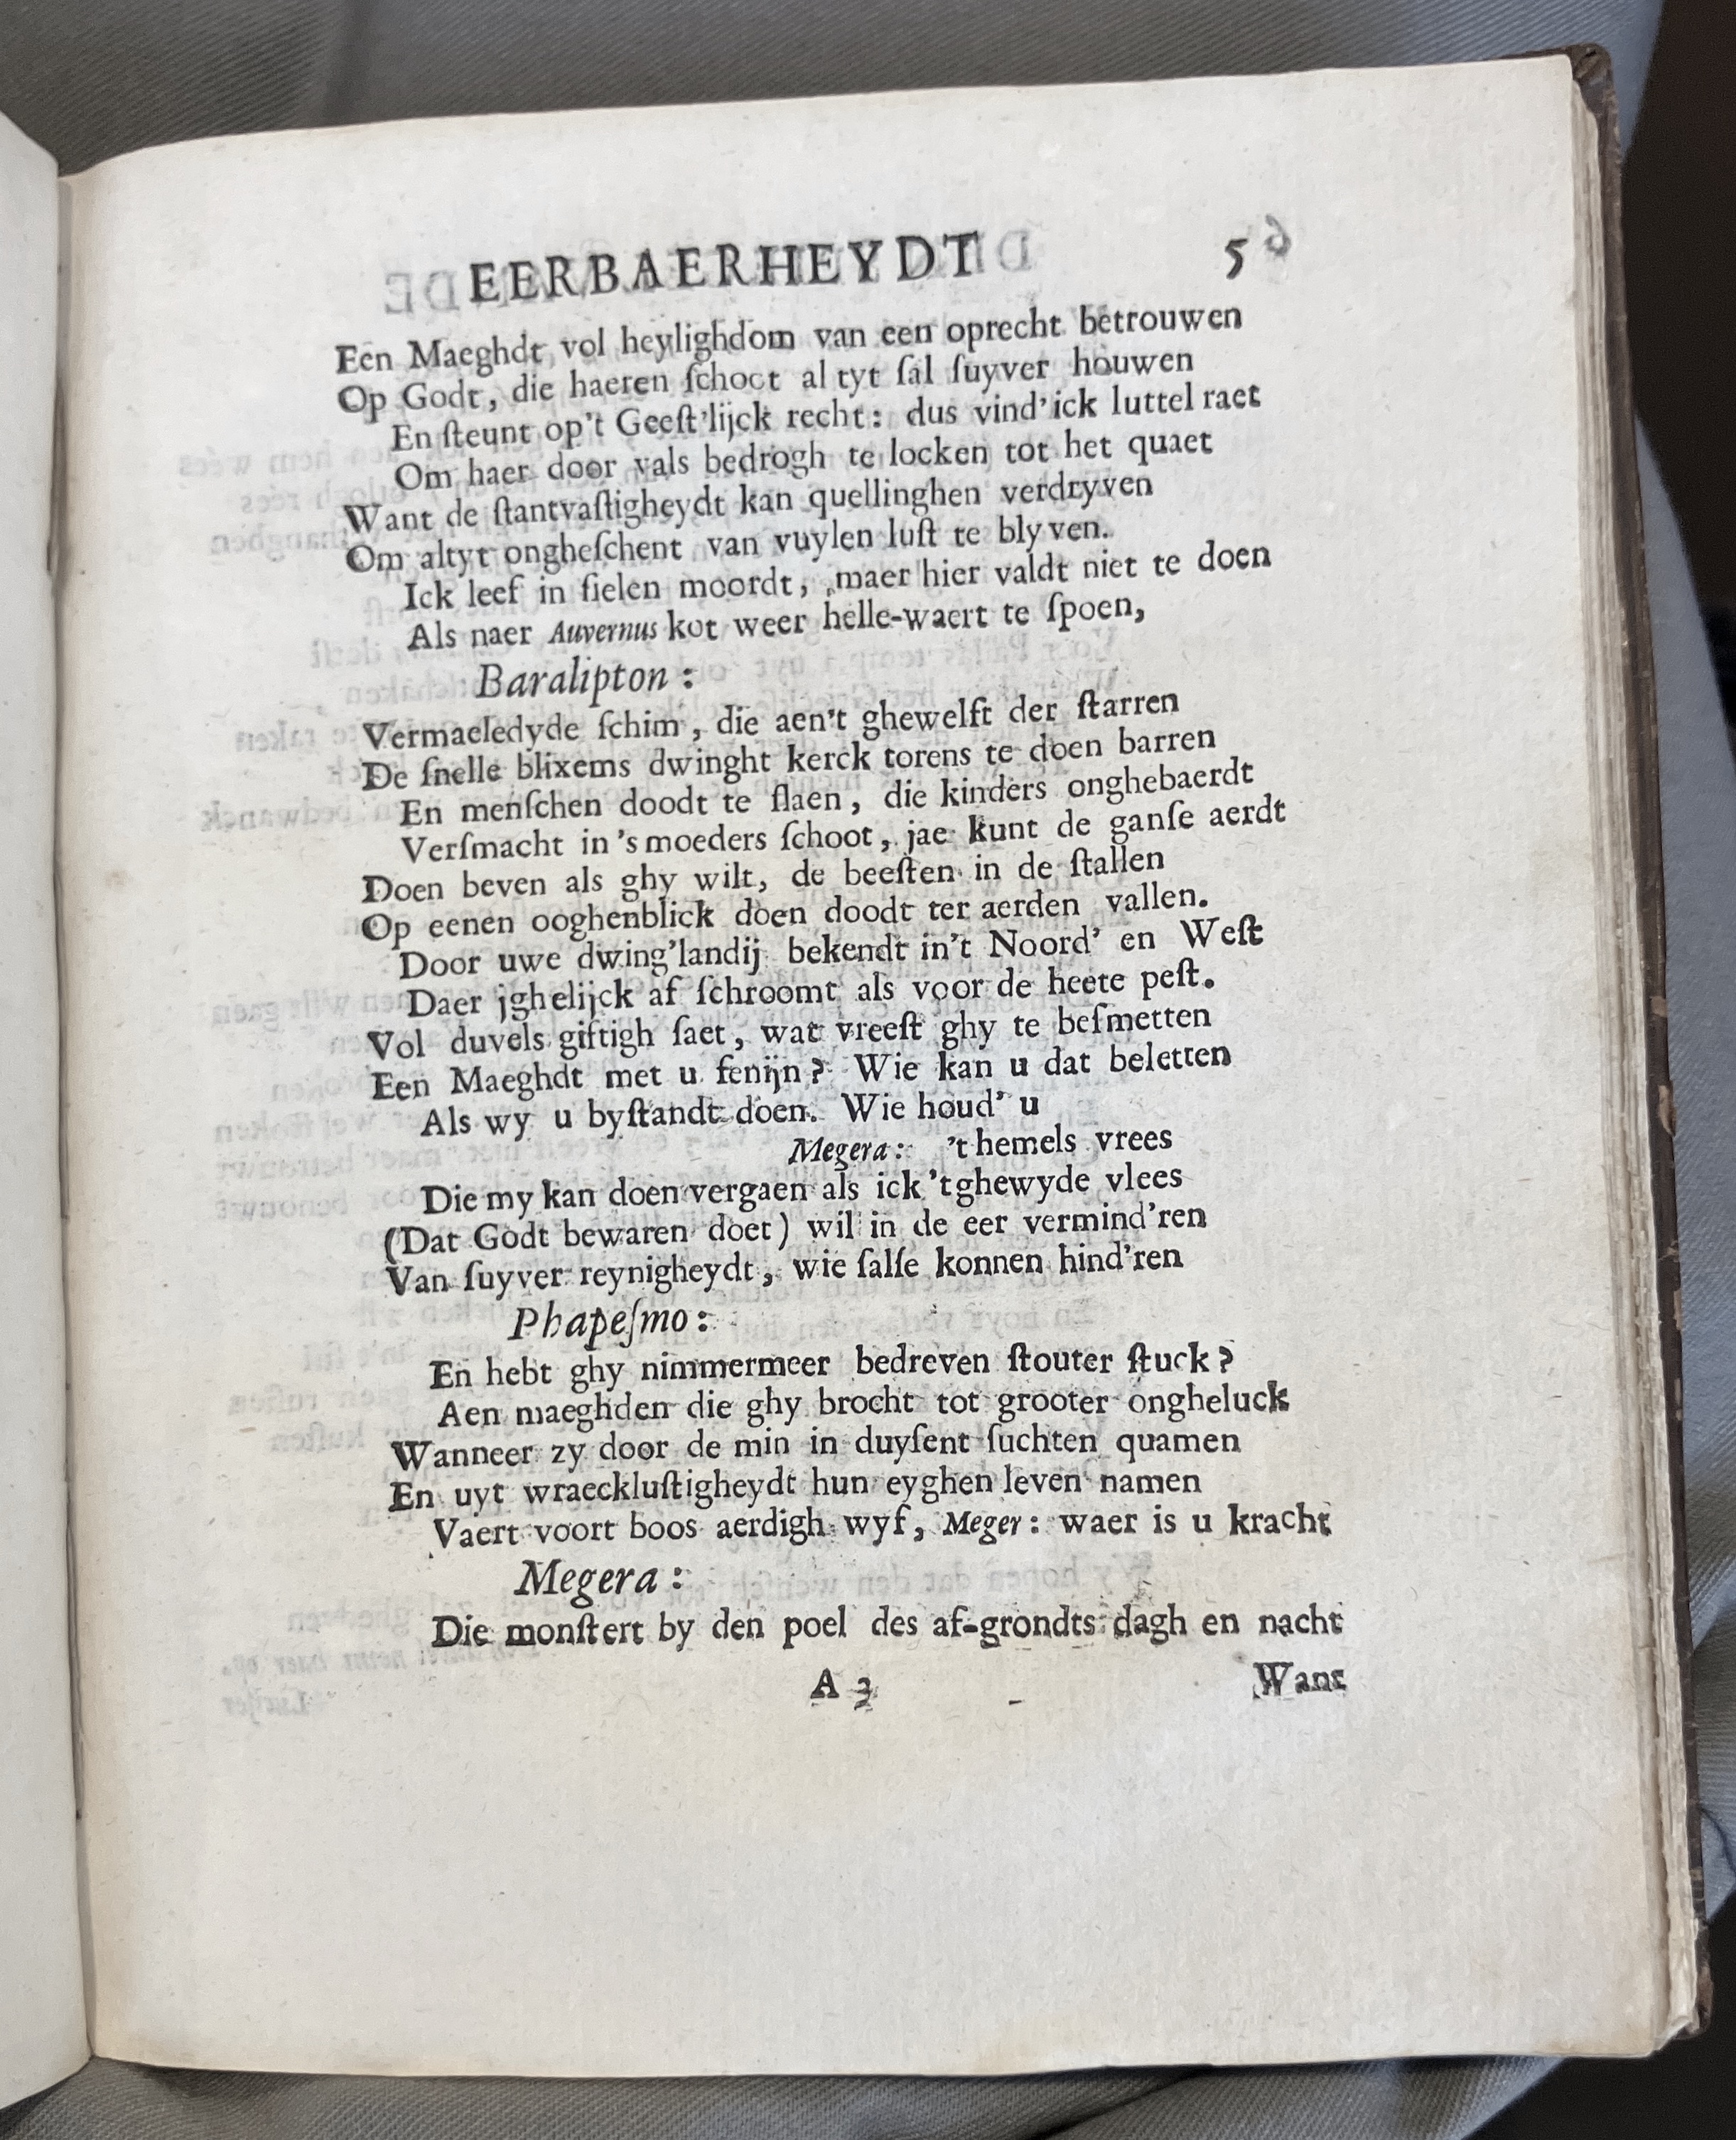 EERBAERHEYDT 5
Een Maeghdt vol heylighdom van een oprecht betrouwen
Op Godt, die haeren ſchoot al tyt ſal ſuyver houwen
En ſteunt op't Geeſt'lijck recht: dus vind'ick luttel raet
Om haer door vals bedrogh te locken tot het quaet
Want de ſtantvaſtigheydt kan quellinghen verdryven
Om altyt ongheſchent van vuylen luſt te blyven.
Ick leef in ſielen moordt, maer hier valdt niet te doen
Als naer Auvernus kot weer helle-waert te ſpoen,
Baralipton:
Vermaeledyde ſchim, die aen't ghewelft der ſtarren
De ſnelle blixems dwinght kerck torens te doen barren
En menſchen doodt te ſlaen, die kinders onghebaerdt
Verſmacht in 's moeders ſchoot, jae kunt de ganſe aerdt
Doen beven als ghy wilt, de beeſten in de ſtallen
Op eenen ooghenblick doen doodt ter aerden vallen.
Door uwe dwing'landij bekendt in't Noord' en Weſt
Daer jghelijck af ſchroomt als voor de heete peſt.
Vol duvels giftigh ſaet, wat vreeſt ghy te beſmetten
Een Maeghdt met u fenijn? Wie kan u dat beletten
Als wy u byſtandt doen. Wie houd' u
Megera: 't hemels vrees
Die my kan doen vergaen als ick 't ghewyde vlees
(Dat Godt bewaren doet) wil in de eer vermind'ren
Van ſuyver reynigheydt, wie ſalſe konnen hind'ren
Phapeſmo:
En hebt ghy nimmermeer bedreven ſtouter ſtuck?
Aen maeghden die ghy brocht tot grooter ongheluck
Wanneer zy door de min in duyſent ſuchten quamen
En uyt wraeckluſtigheydt hun eyghen leven namen
Vaert voort boos aerdigh wyf, Meger: waer is u kracht
Megera:
Die monſtert by den poel des af-grondts dagh en nacht
A 3 Want